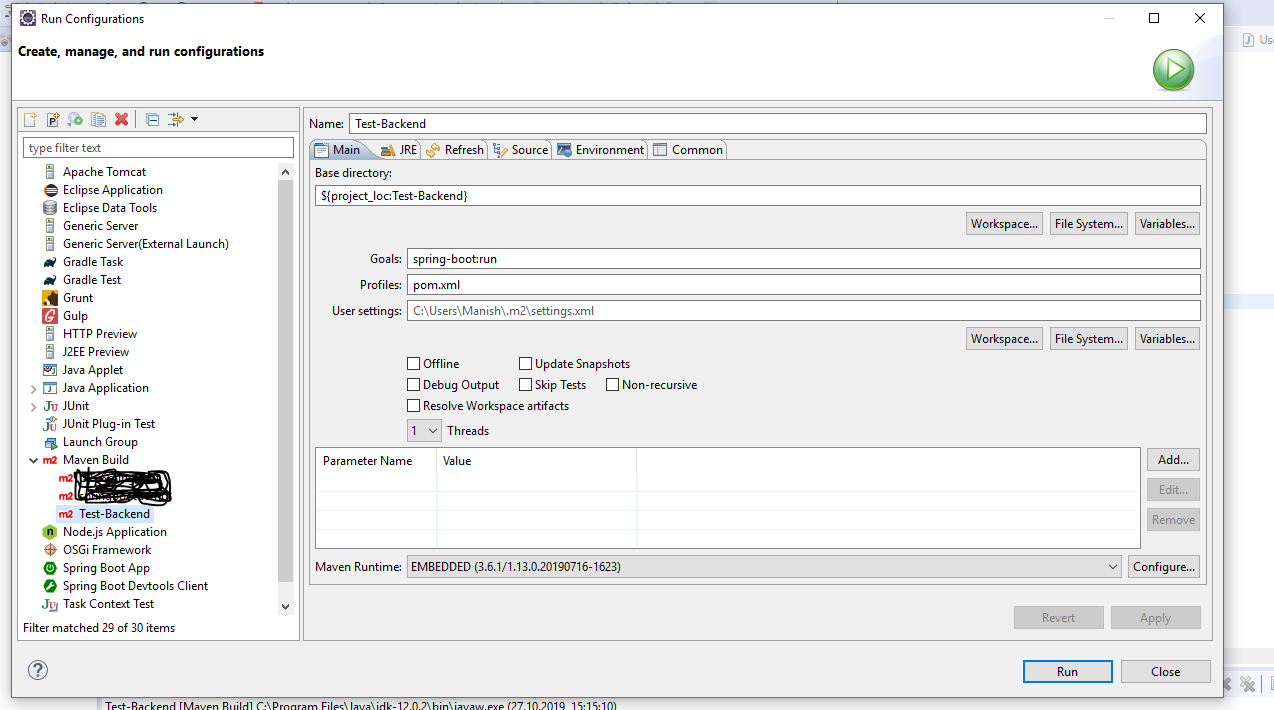 Run Configurations
Create, manage, and run configurations
Use
Name: Test-Backend
type filter text
Main JRE Refresh Source Environment Common
Base directory:
${project_loc:Test-Backend}
Workspace... File System... Variables...
Goals: spring-boot:run
Profiles: pom.xml
User settings: C:\Users\Manish\.m2\settings.xml
Workspace... File System... Variables...
Offline Update Snapshots
Debug Output Skip Tests Non-recursive
Resolve Workspace artifacts
1 Threads
Parameter Name Value
Add...
Edit...
Remove
Maven Runtime: EMBEDDED (3.6.1/1.13.0.20190716-1623) Configure...
Revert Apply
Apache Tomcat
Eclipse Application
Eclipse Data Tools
Generic Server
Generic Server(External Launch)
Gradle Task
Gradle Test
Grunt
Gulp
HTTP Preview
J2EE Preview
Java Applet
Java Application
JUnit
JUnit Plug-in Test
Launch Group
m2 Maven Build
m2
m2
m2 Test-Backend
Node.js Application
OSGi Framework
Spring Boot App
Spring Boot Devtools Client
Task Context Test
Filter matched 29 of 30 items
Run Close
Test-Backend [Maven Build] C:\Program Files\Java\jdk-12.0.2\bin\javaw.exe (27.10.2019, 15:15:10)